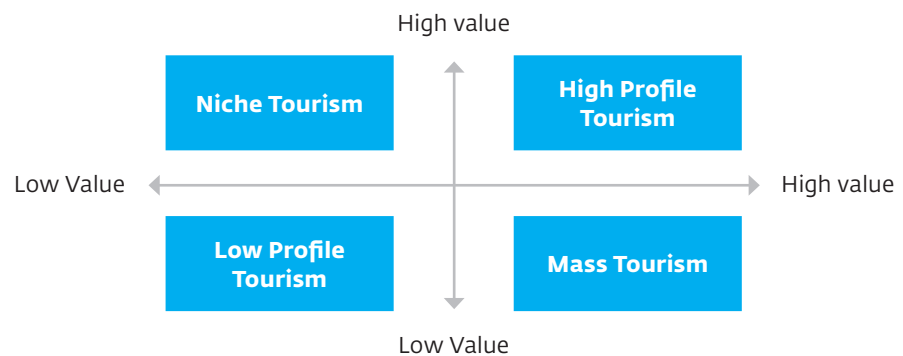 High value
Niche Tourism
High Profile
Tourism
Low Value
High value
Low Profile
Tourism
Mass Tourism
Low Value